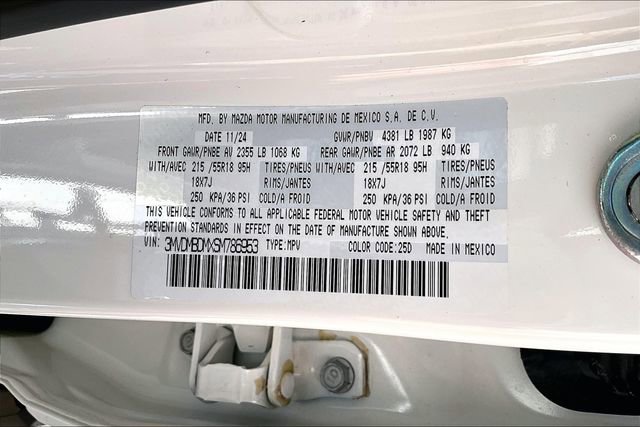 MFD. BY MAZDA MOTOR MANUFACTURING DE MEXICO S.A. DE C.V.
DATE 11/24 GVWR/PNBV 4381 LB 1987 KG
FRONT GAWR/PNBE AV 2355 LB 1068 KG REAR GAWR/PNBE AR 2072 LB 940 KG
WITH/AVEC 215 /55R18 95H TIRES/PNEUS WITH/AVEC 215 /55R18 95H TIRES/PNEUS
18X7J RIMS/JANTES 18X7J RIMS/JANTES
250 KPA/36 PSI COLD/A FROID 250 KPA/36 PSI COLD/A FROID
THIS VEHICLE CONFORMS TO ALL APPLICABLE FEDERAL MOTOR VEHICLE SAFETY AND THEFT
PREVENTION STANDARDS IN EFFECT ON THE DATE OF MANUFACTURE SHOWN ABOVE.
VIN: 3MVDMBDMXSM786953 TYPE:MPV COLOR CODE:25D MADE IN MEXICO